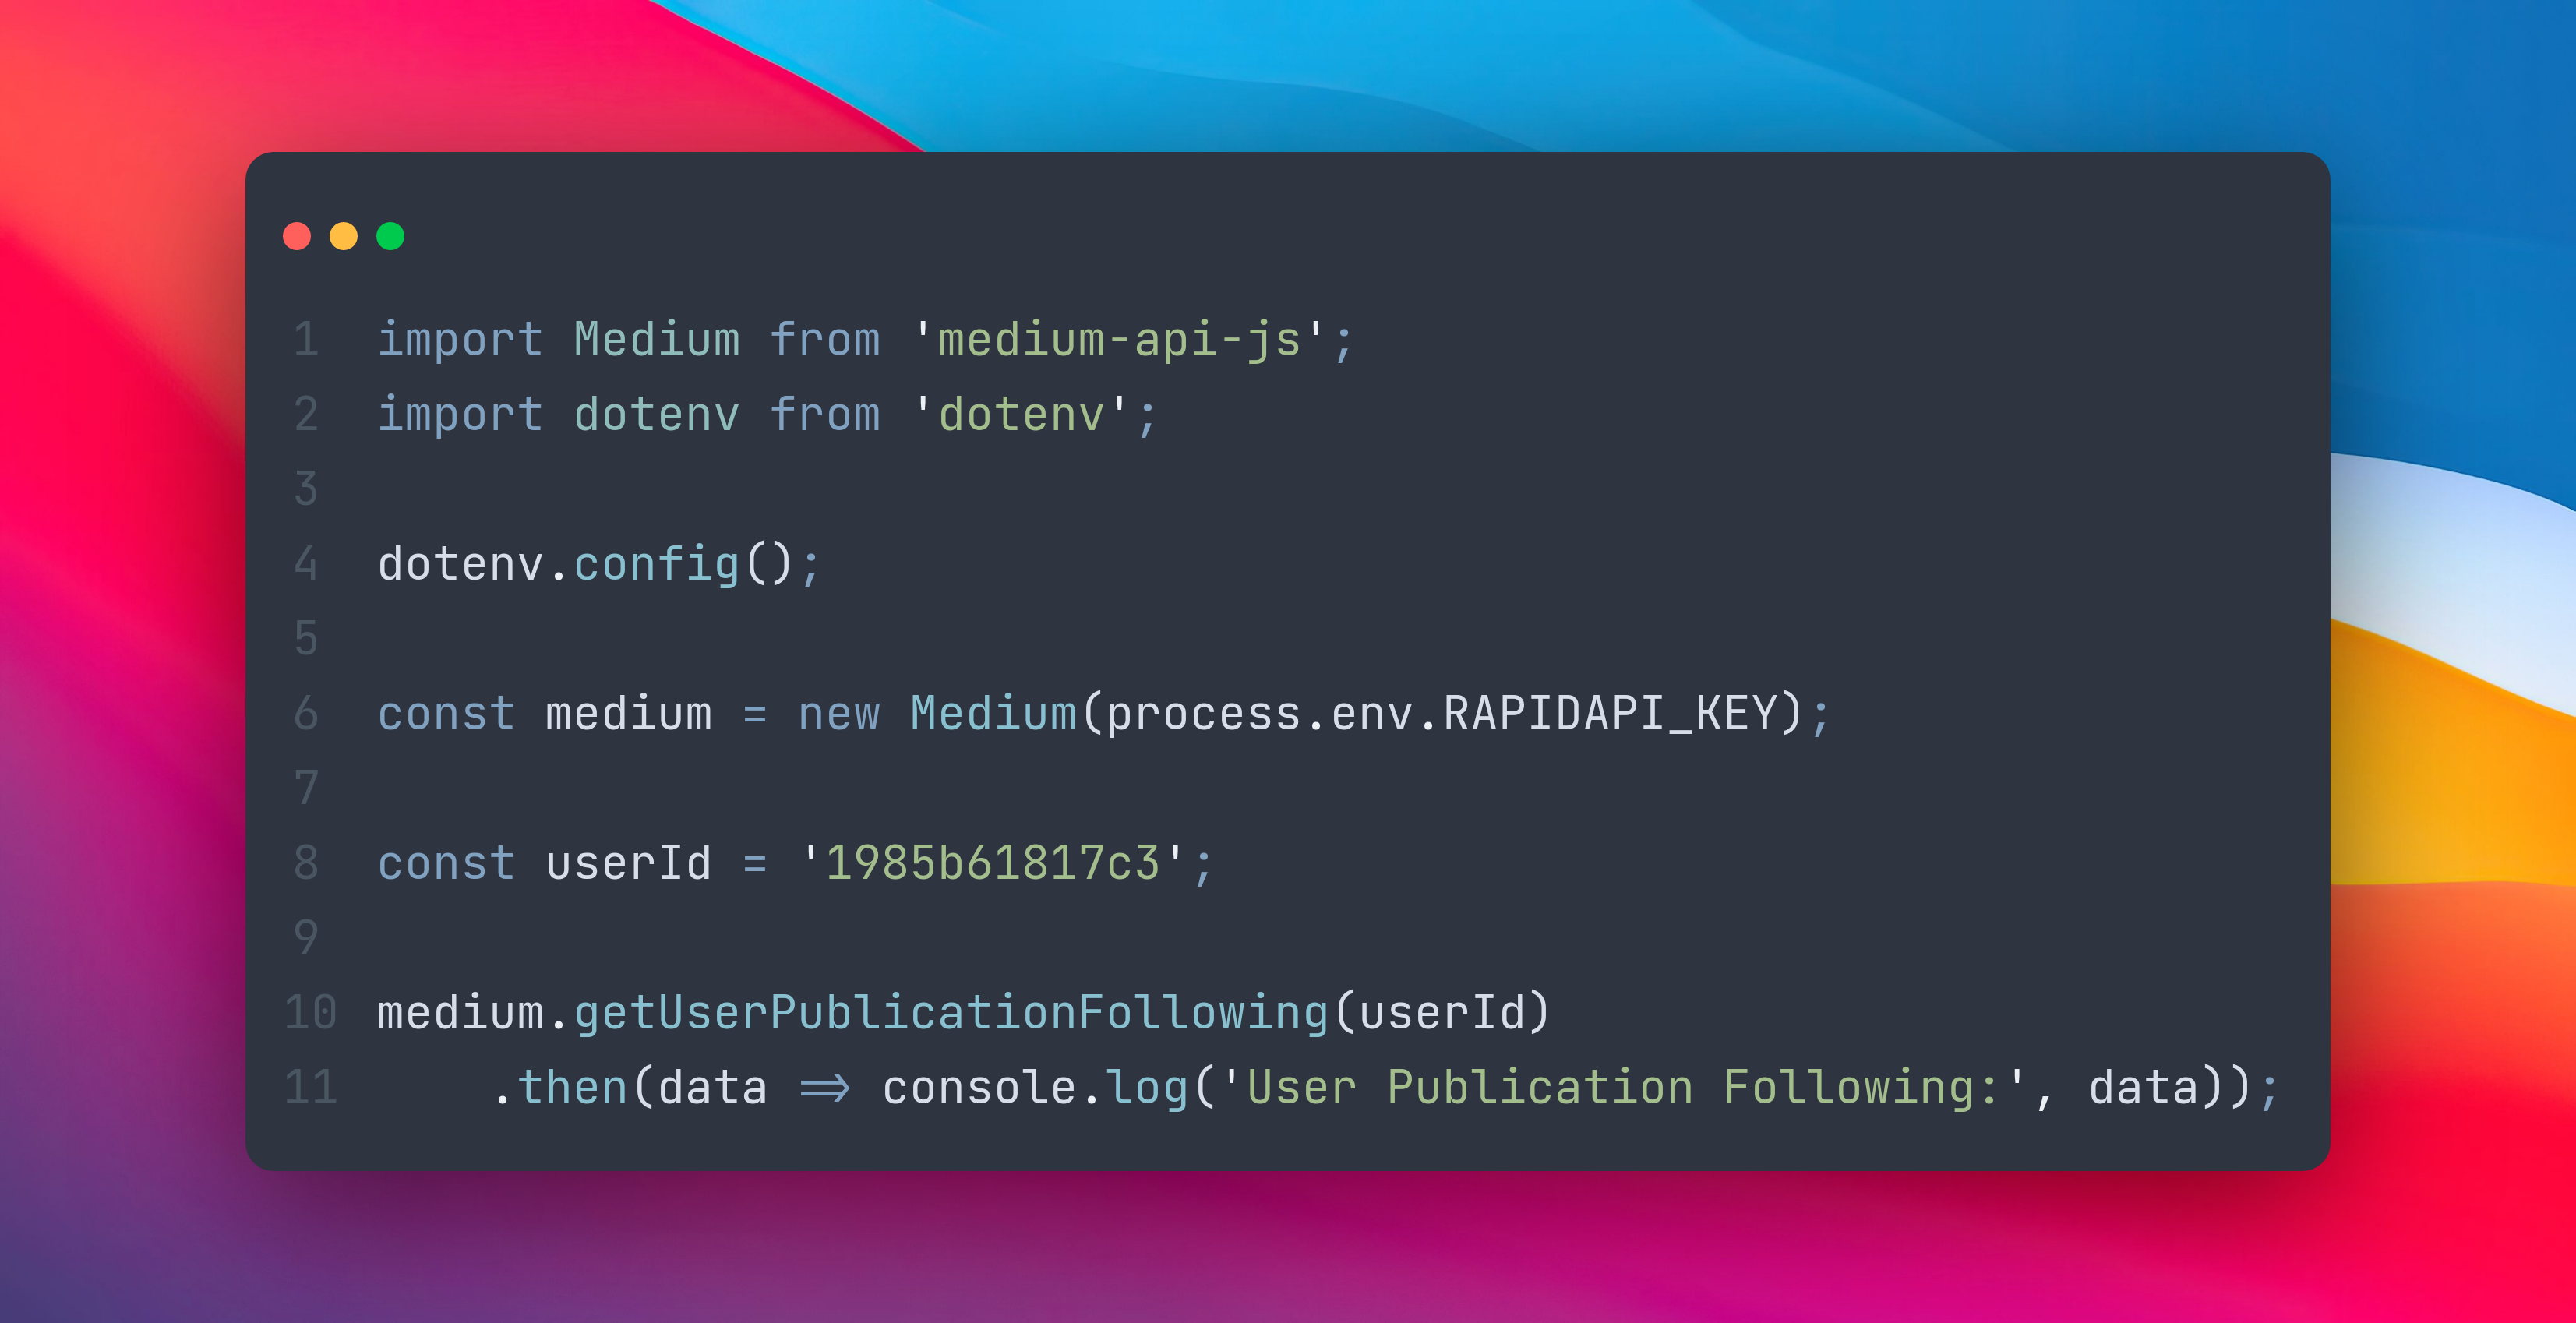 1 import Medium from 'medium-api-js';
2 import dotenv from 'dotenv';
3
4 dotenv.config();
5
6 const medium = new Medium(process.env.RAPIDAPI_KEY);
7
8 const userId = '1985b61817c3';
9
10 medium.getUserPublicationFollowing(userId)
11 .then(data => console.log('User Publication Following:', data));